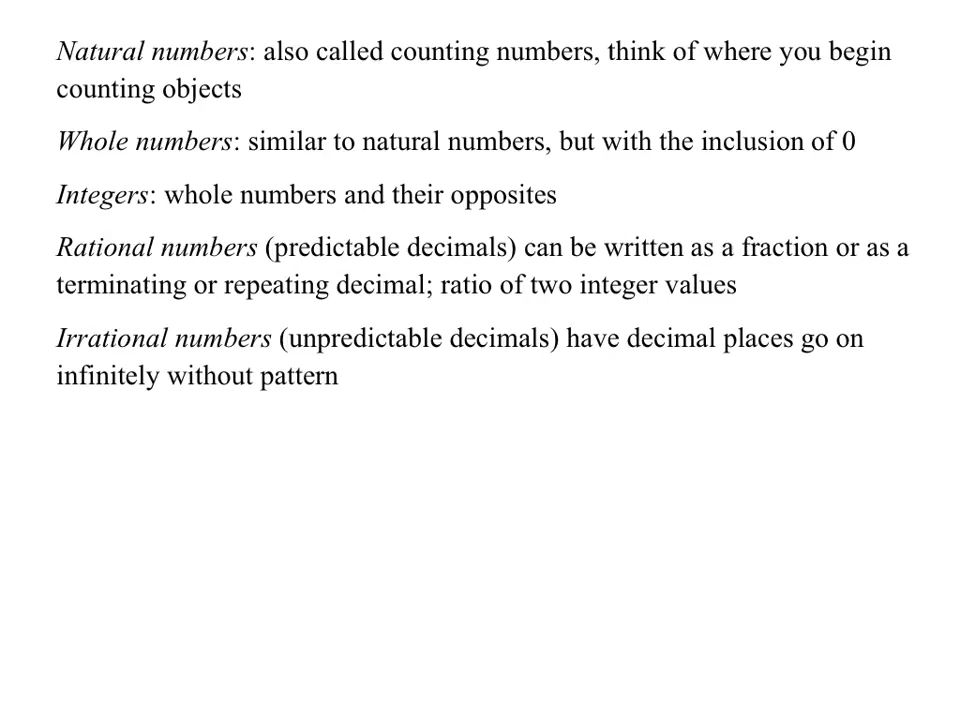 Natural numbers: also called counting numbers, think of where you begin
counting objects
Whole numbers: similar to natural numbers, but with the inclusion of 0
Integers: whole numbers and their opposites
Rational numbers (predictable decimals) can be written as a fraction or as a
terminating or repeating decimal; ratio of two integer values
Irrational numbers (unpredictable decimals) have decimal places go on
infinitely without pattern